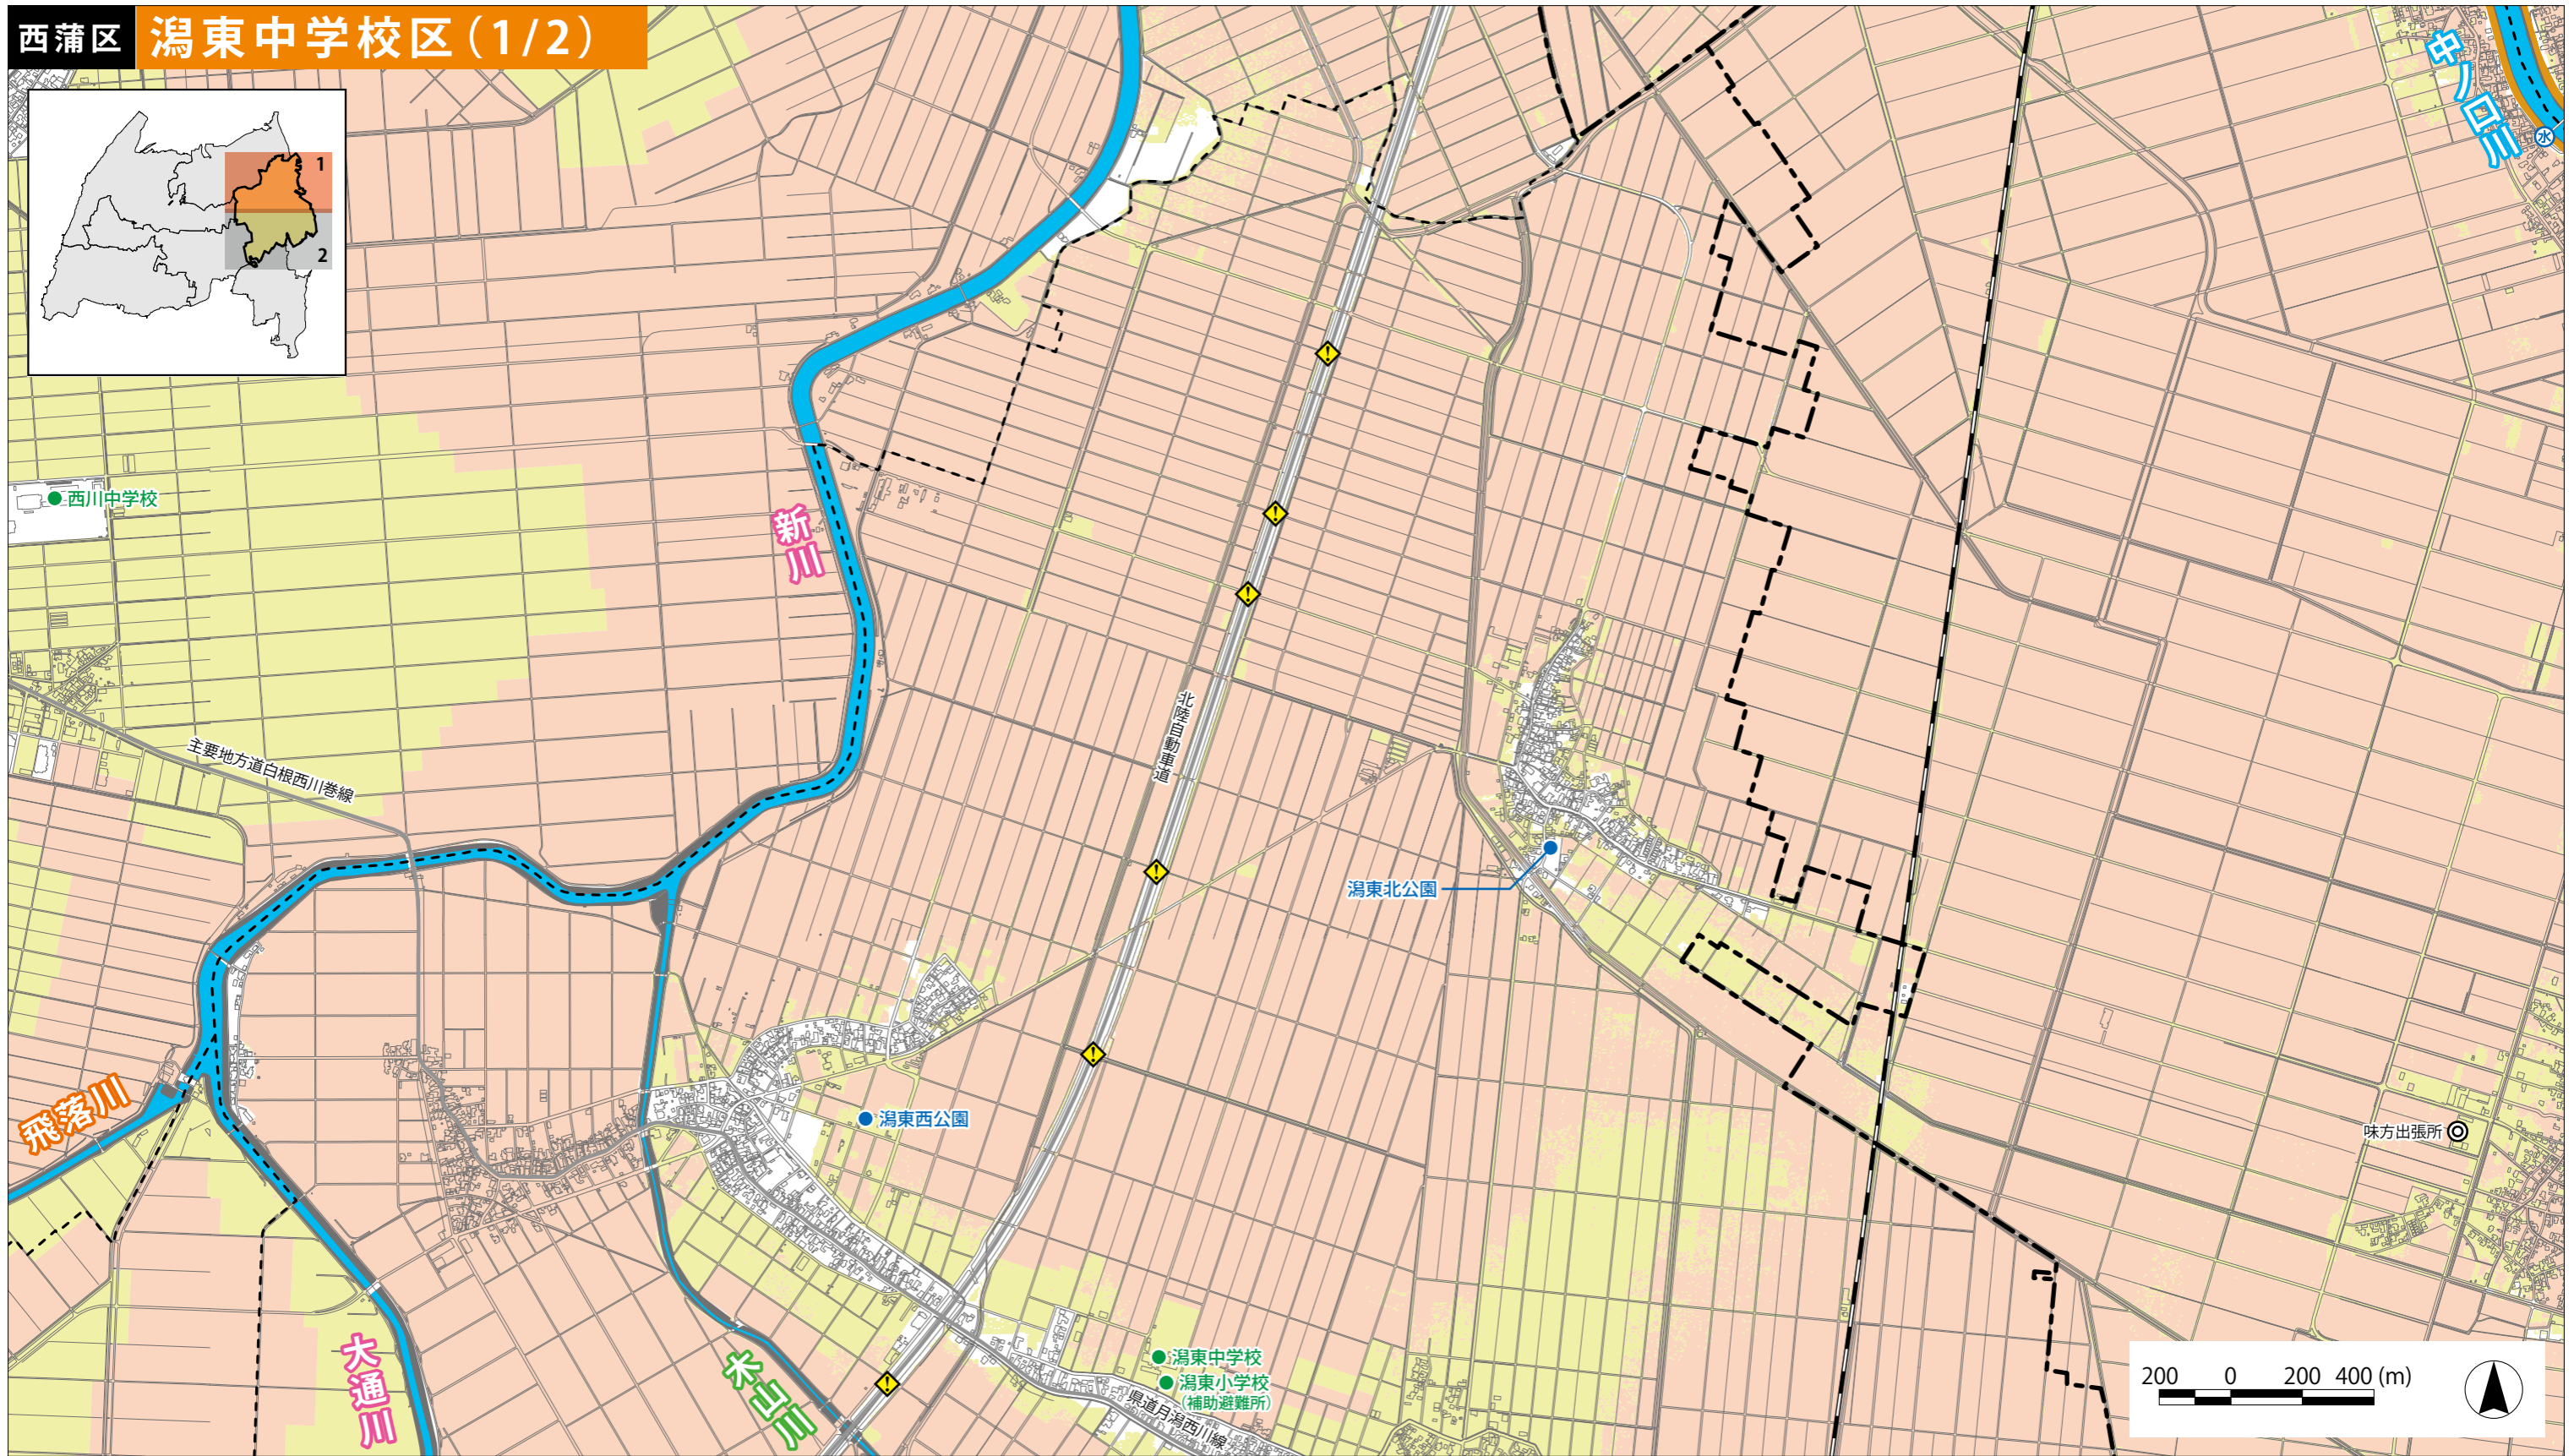 西蒲区
潟東中学校区（1/2）
1
2
中ノ口川
水
西川中学校
新川
主要地方道白根西川巻線
北陸自動車道
潟東北公園
飛落川
潟東西公園
味方出張所
大通川
木山川
潟東中学校
潟東小学校
（補助避難所）
県道月潟西川線
200 0 200 400 (m)